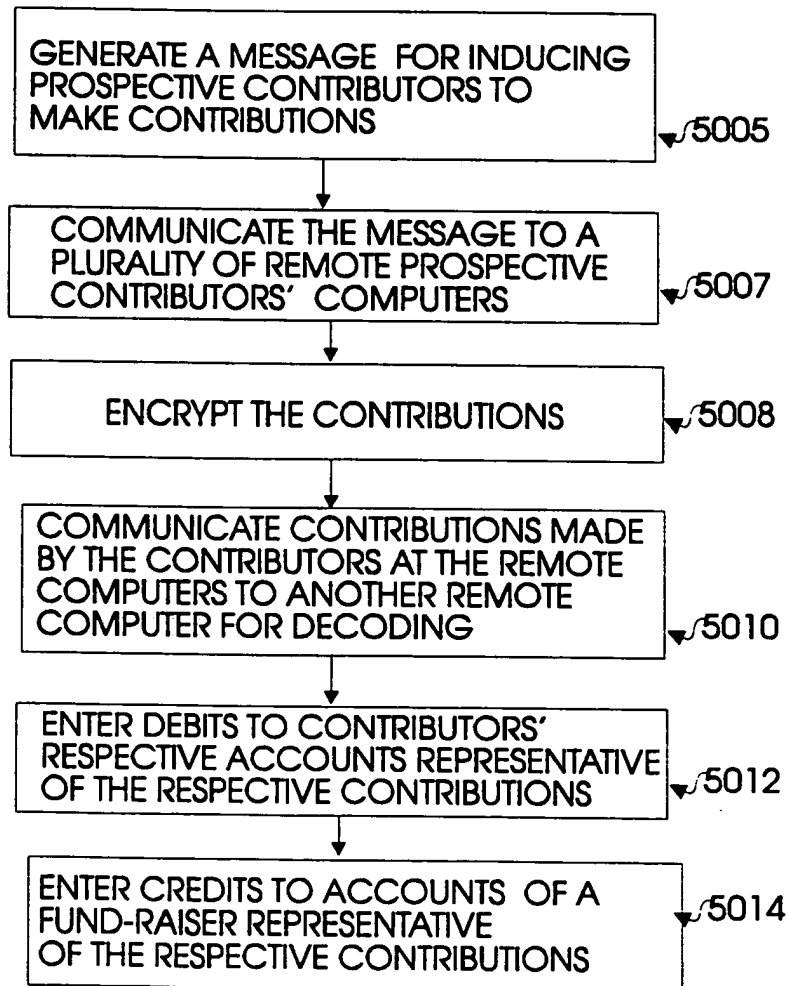 GENERATE A MESSAGE FOR INDUCING
PROSPECTIVE CONTRIBUTORS TO
MAKE CONTRIBUTIONS
5005
COMMUNICATE THE MESSAGE TO A
PLURALITY OF REMOTE PROSPECTIVE
CONTRIBUTORS' COMPUTERS
5007
ENCRYPT THE CONTRIBUTIONS
5008
COMMUNICATE CONTRIBUTIONS MADE
BY THE CONTRIBUTORS AT THE REMOTE
COMPUTERS TO ANOTHER REMOTE
COMPUTER FOR DECODING
5010
ENTER DEBITS TO CONTRIBUTORS'
RESPECTIVE ACCOUNTS REPRESENTATIVE
OF THE RESPECTIVE CONTRIBUTIONS
5012
ENTER CREDITS TO ACCOUNTS OF A
FUND-RAISER REPRESENTATIVE
OF THE RESPECTIVE CONTRIBUTIONS
5014